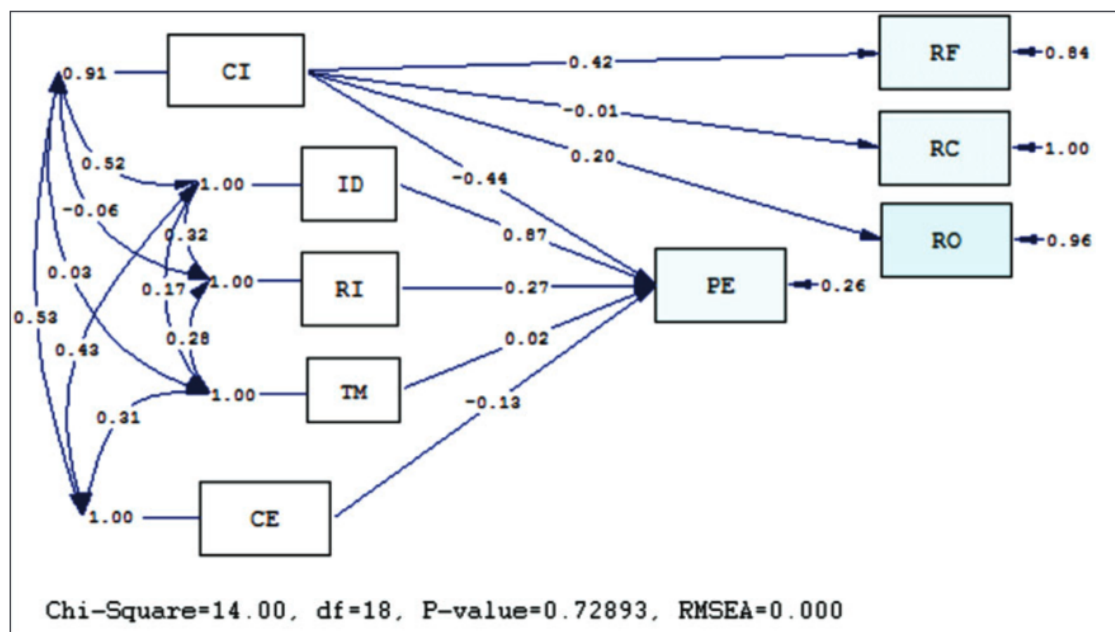 RF
0.84
0.91
CI
0.42
-0.01
RC
1.00
0.52
0.20
1.00
ID
-0.44
-0.06
0.87
RO
0.96
0.32
0.03
0.17
1.00
RI
0.27
PE
0.26
0.53
0.43
0.28
0.02
1.00
TM
0.31
-0.13
1.00
CE
Chi-Square=14.00, df=18, P-value=0.72893, RMSEA=0.000